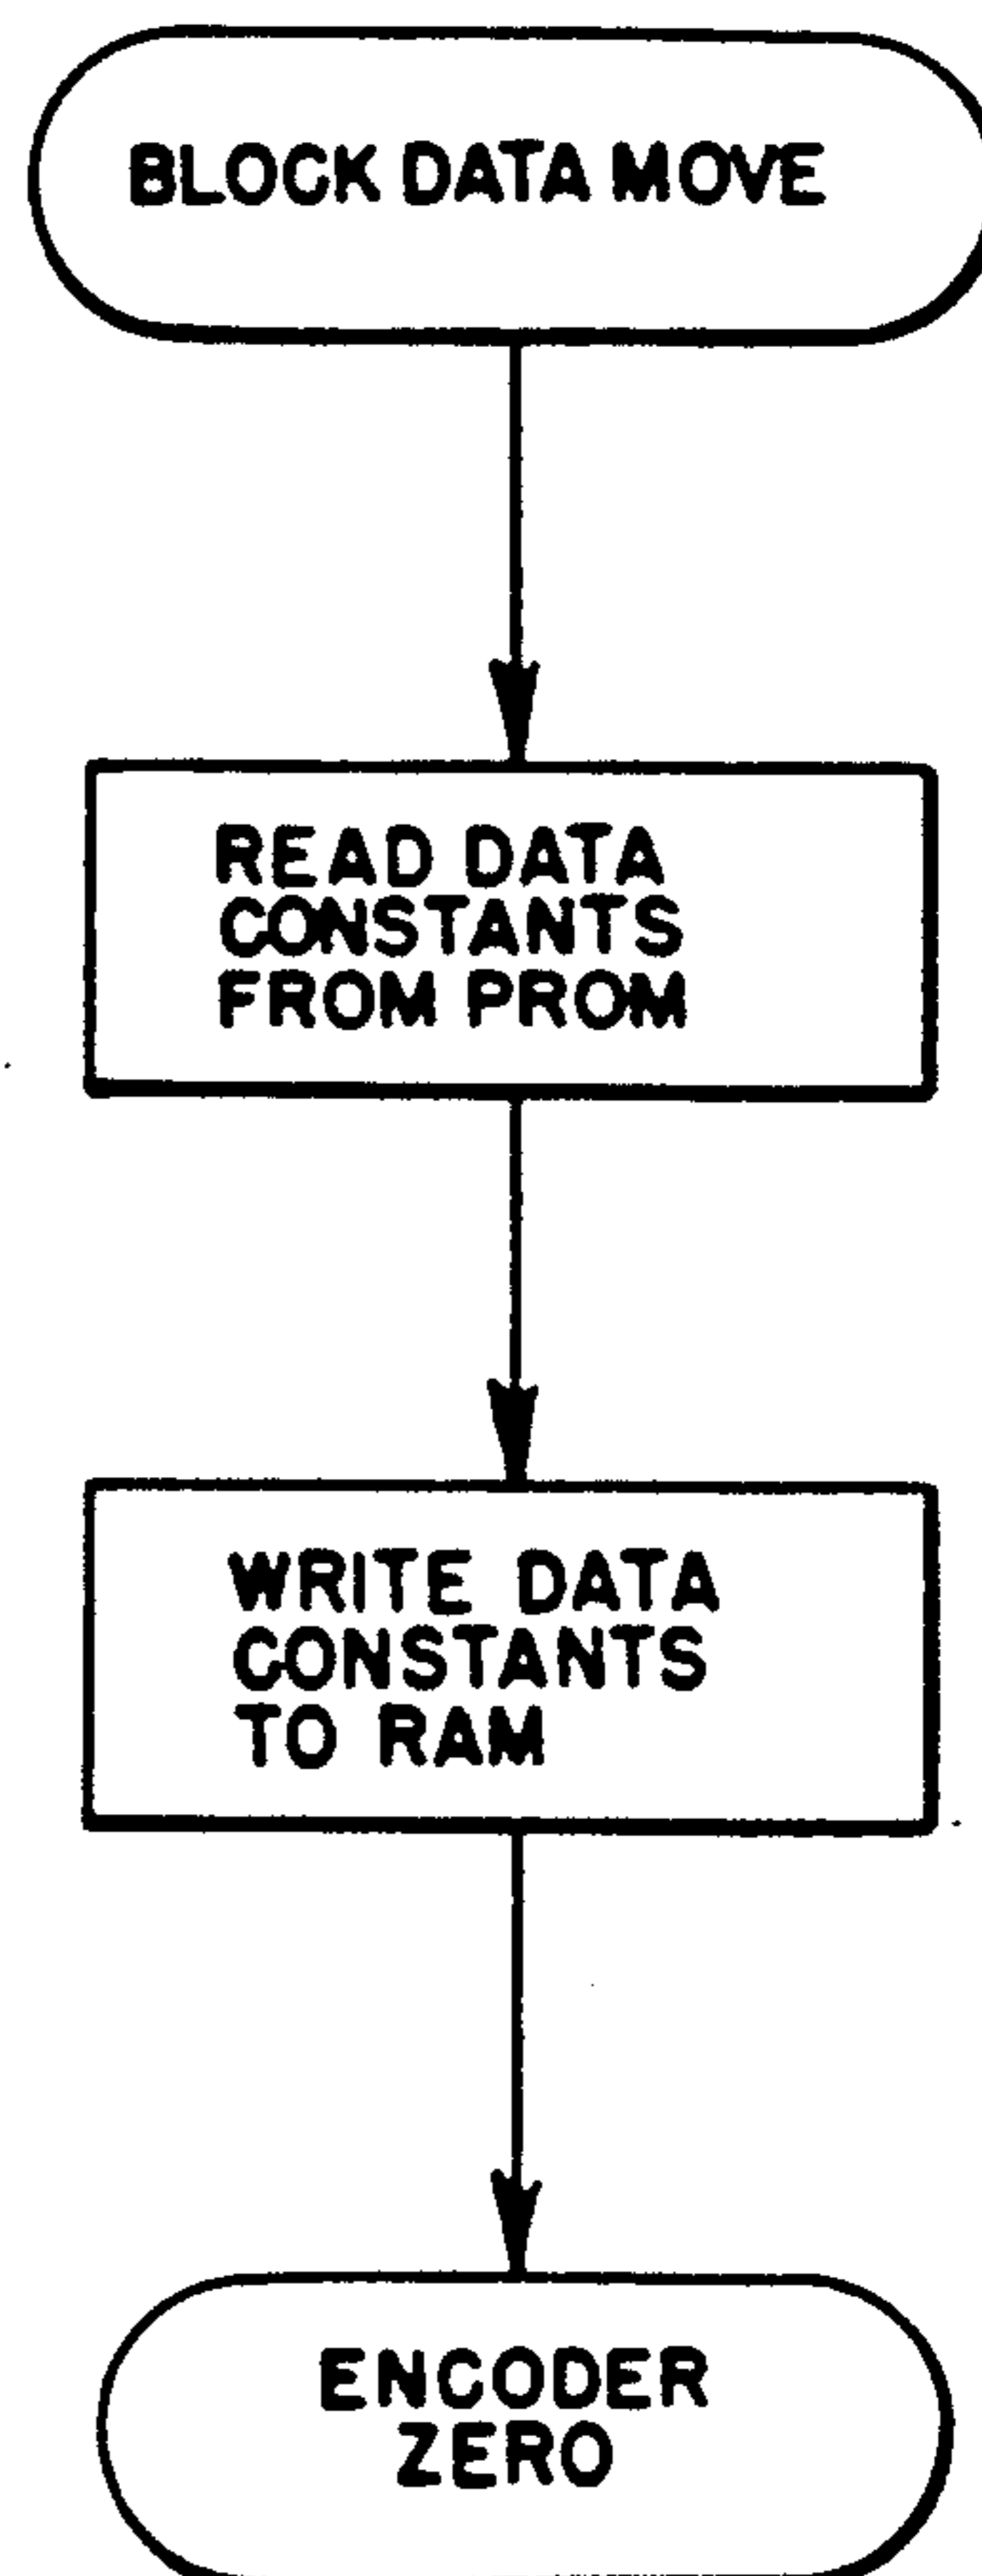 BLOCK DATA MOVE
READ DATA
CONSTANTS
FROM PROM
WRITE DATA
CONSTANTS
TO RAM
ENCODER
ZERO